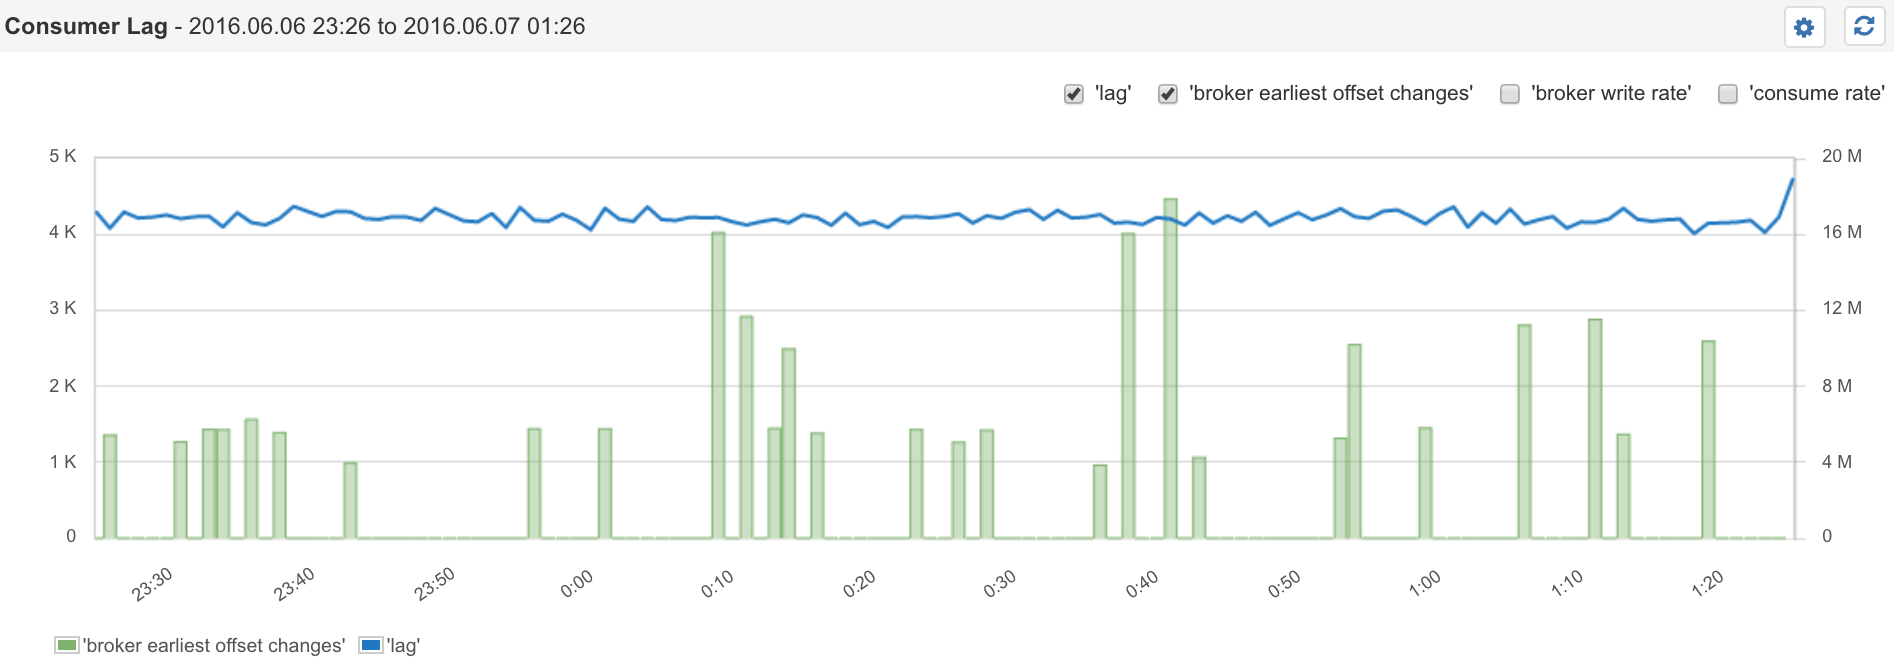 Consumer Lag - 2016.06.06 23:26 to 2016.06.07 01:26
'lag' 'broker earliest offset changes' 'broker write rate' 'consume rate'
5 K 20 M
4 K 16 M
3 K 12 M
2 K 8 M
1 K 4 M
0 0
23:30 23:40 23:50 0:00 0:10 0:20 0:30 0:40 0:50 1:00 1:10 1:20
'broker earliest offset changes' 'lag'